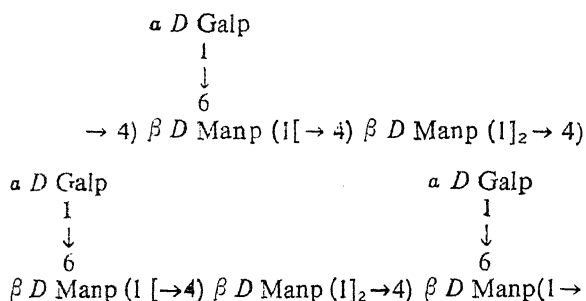 a D Galp
1
↓
6
→ 4) β D Manp (1[ → 4) β D Manp (1]₂ → 4)
a D Galp a D Galp
1 1
↓ ↓
6 6
β D Manp (1 [→4) β D Manp (1]₂→4) β D Manp(1→